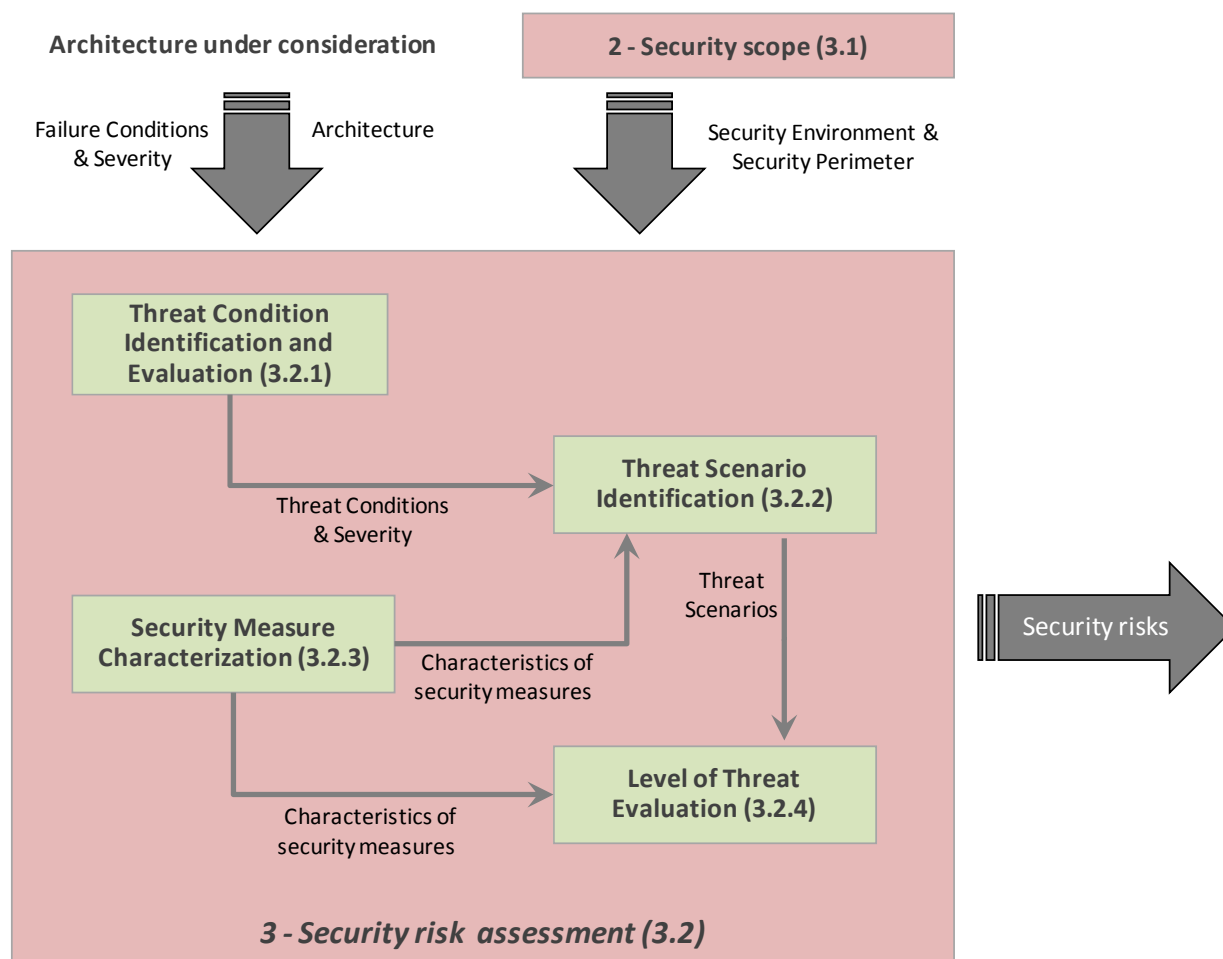 Architecture under consideration
2 - Security scope (3.1)
Failure Conditions
& Severity
Architecture
Security Environment &
Security Perimeter
Threat Condition
Identification and
Evaluation (3.2.1)
Threat Scenario
Identification (3.2.2)
Threat Conditions
& Severity
Threat
Scenarios
Security Measure
Characterization (3.2.3)
Characteristics of
security measures
Security risks
Level of Threat
Evaluation (3.2.4)
Characteristics of
security measures
3 - Security risk assessment (3.2)